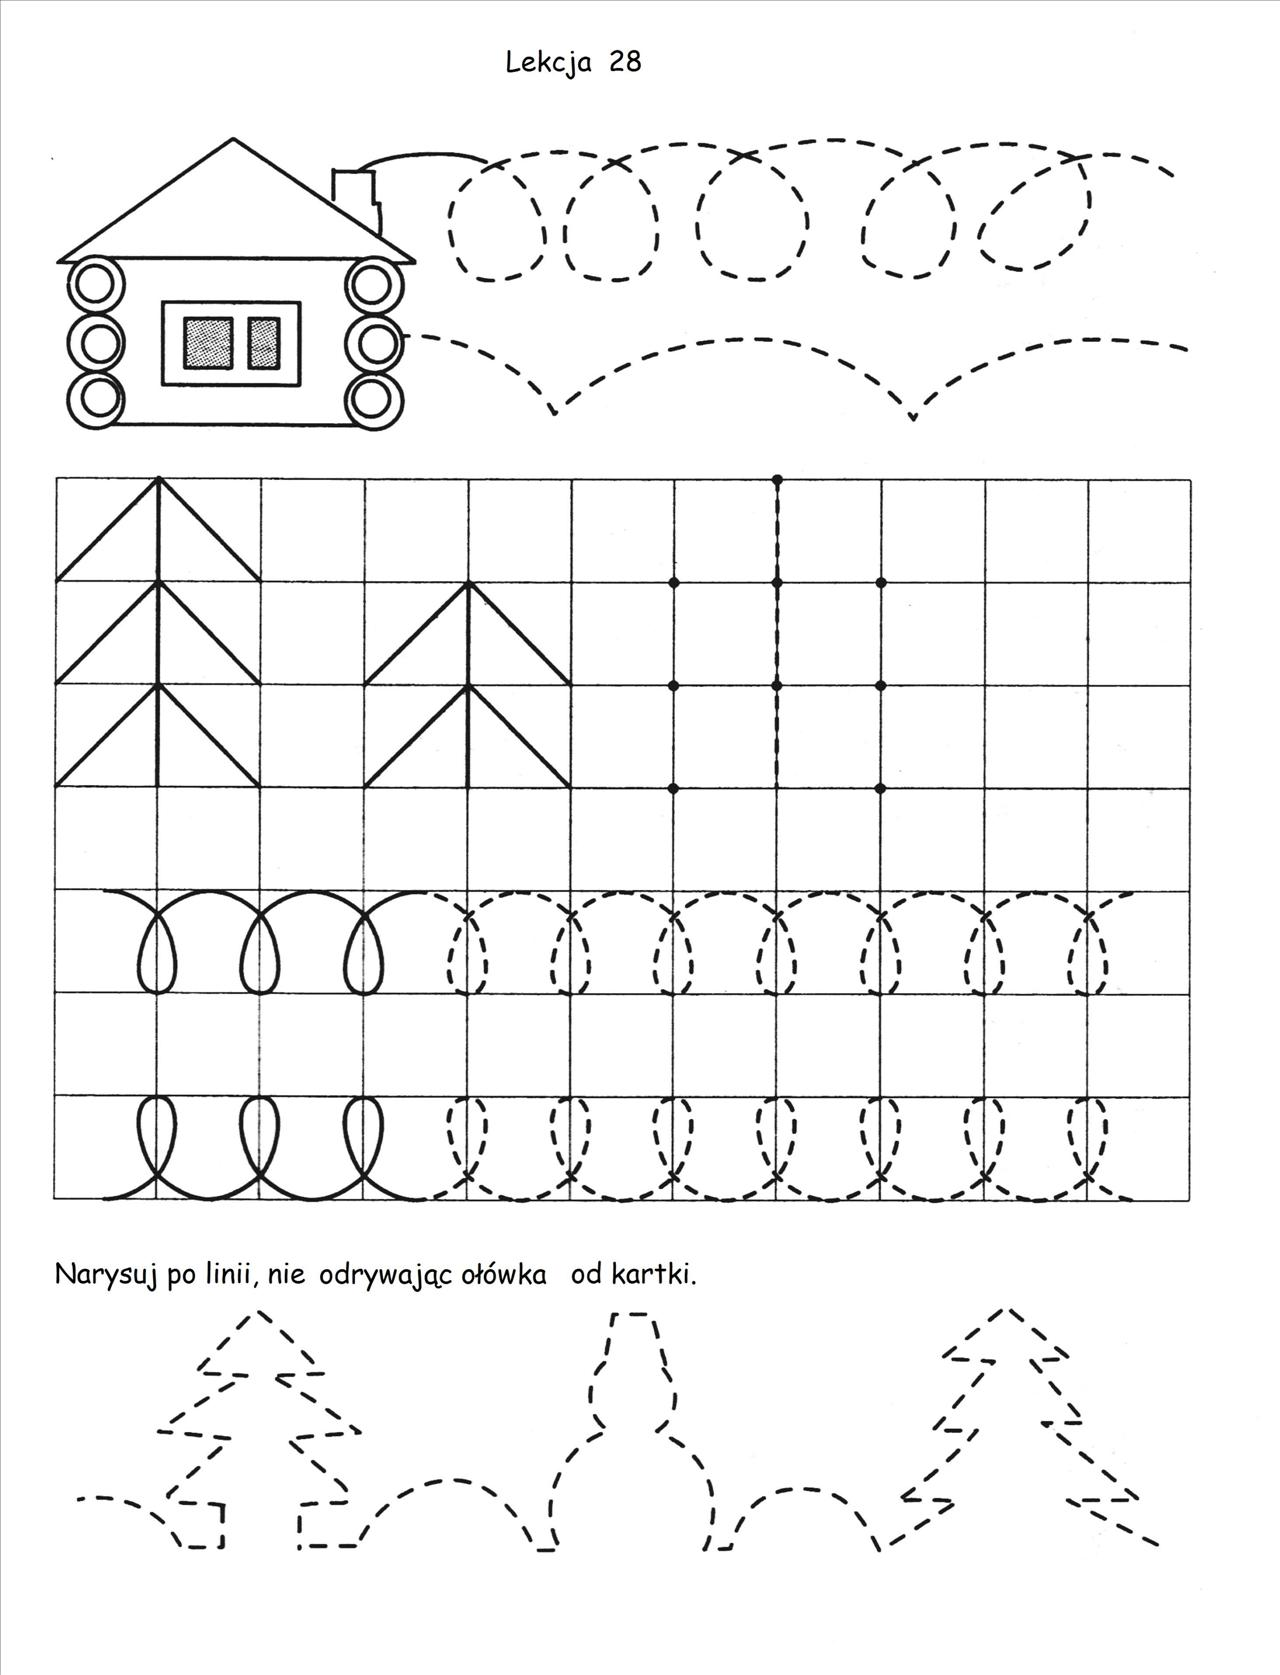 Lekcja 28
Narysuj po linii, nie odrywając ołówka od kartki.